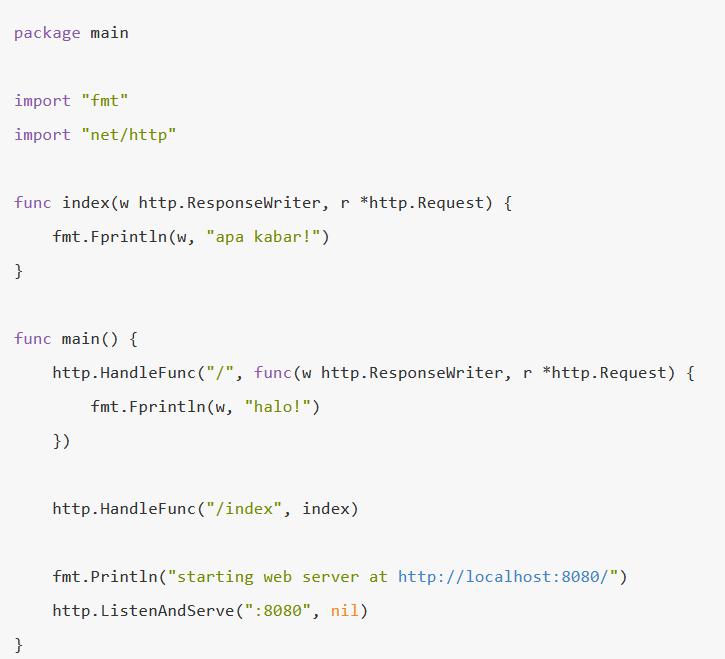 package main
import "fmt"
import "net/http"
func index(w http.ResponseWriter, r *http.Request) {
    fmt.Fprintln(w, "apa kabar!")
}
func main() {
    http.HandleFunc("/", func(w http.ResponseWriter, r *http.Request) {
        fmt.Fprintln(w, "halo!")
    })
    http.HandleFunc("/index", index)
    fmt.Println("starting web server at http://localhost:8080/")
    http.ListenAndServe(":8080", nil)
}